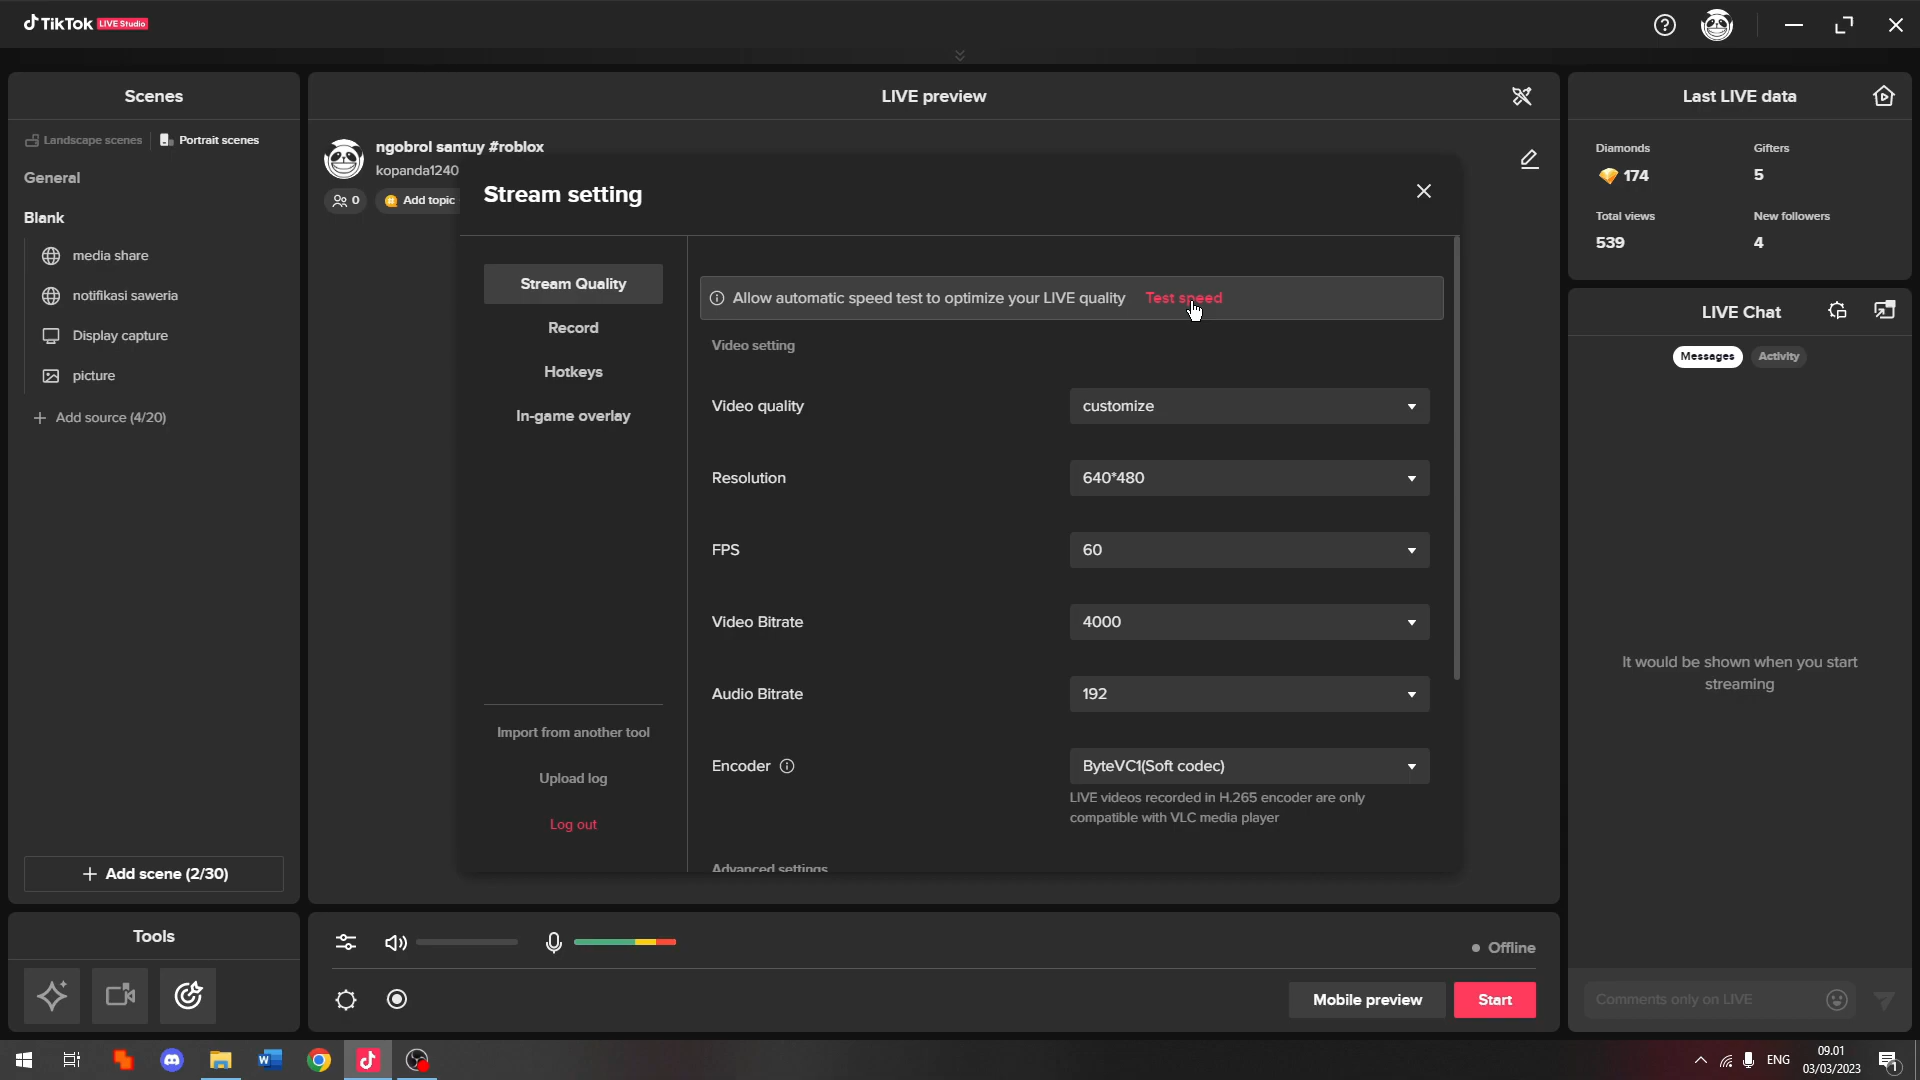 TikTok LIVE Studio
Scenes
Landscape scenes
Portrait scenes
General
Blank
media share
notifikasi saweria
Display capture
picture
Add source (4/20)
Add scene (2/30)
Tools
LIVE preview
ngobrol santuy #roblox
kopanda1240
0
Add topic
Stream setting
Stream Quality
Record
Hotkeys
In-game overlay
Import from another tool
Upload log
Log out
Allow automatic speed test to optimize your LIVE quality Test speed
Video setting
Video quality
customize
Resolution
640*480
FPS
60
Video Bitrate
4000
Audio Bitrate
192
Encoder
ByteVC1(Soft codec)
LIVE videos recorded in H.265 encoder are only
compatible with VLC media player
Advanced settings
Offline
Mobile preview
Start
Last LIVE data
Diamonds
Gifters
174
5
Total views
New followers
539
4
LIVE Chat
Messages
Activity
It would be shown when you start
streaming
Comments only on LIVE
ENG
09.01
03/03/2023
1